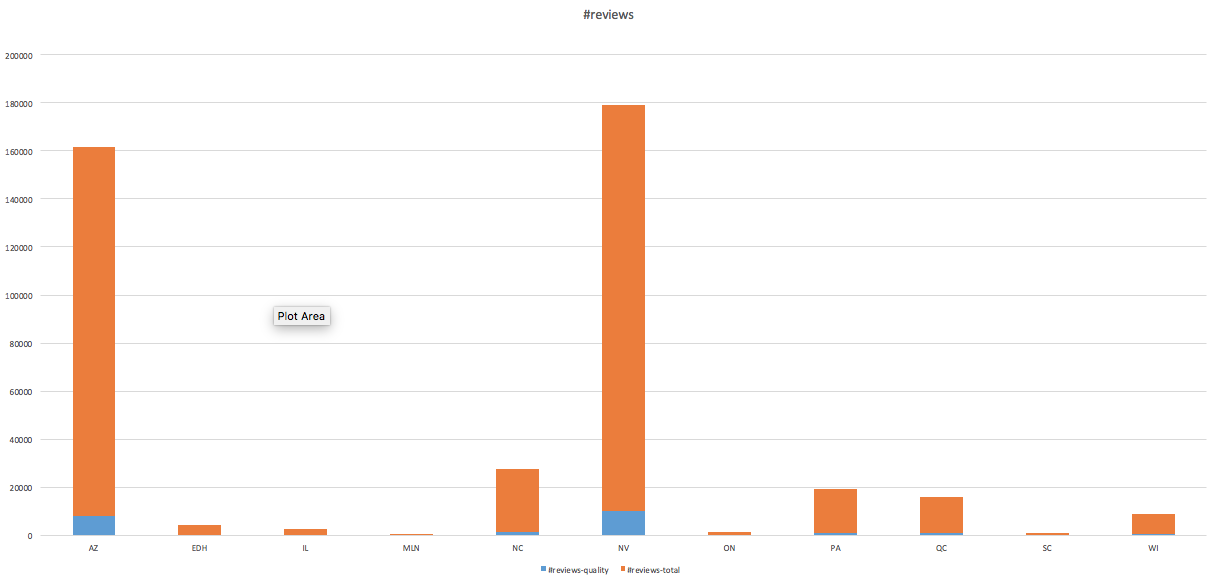 #reviews
200000
180000
160000
140000
120000
100000
Plot Area
80000
60000
40000
20000
0
AZ EDH IL MLN NC NV ON PA QC SC WI
#reviews-quality #reviews-total